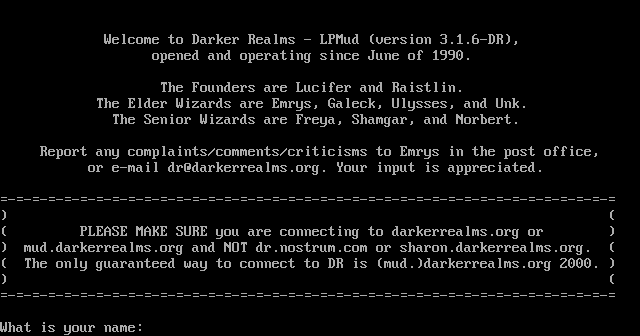 Welcome to Darker Realms - LPMud (version 3.1.6-DR),
opened and operating since June of 1990.
The Founders are Lucifer and Raistlin.
The Elder Wizards are Emrys, Galeck, Ulysses, and Unk.
The Senior Wizards are Freya, Shamgar, and Norbert.
Report any complaints/comments/criticisms to Emrys in the post office,
or e-mail dr@darkerrealms.org. Your input is appreciated.
=-=-=-=-=-=-=-=-=-=-=-=-=-=-=-=-=-=-=-=-=-=-=-=-=-=-=-=-=-=-=-=-=-=-=-=-=-=
) (
( PLEASE MAKE SURE you are connecting to darkerrealms.org or )
) mud.darkerrealms.org and NOT dr.nostrum.com or sharon.darkerrealms.org. (
( The only guaranteed way to connect to DR is (mud.)darkerrealms.org 2000. )
) (
=-=-=-=-=-=-=-=-=-=-=-=-=-=-=-=-=-=-=-=-=-=-=-=-=-=-=-=-=-=-=-=-=-=-=-=-=-=
What is your name: